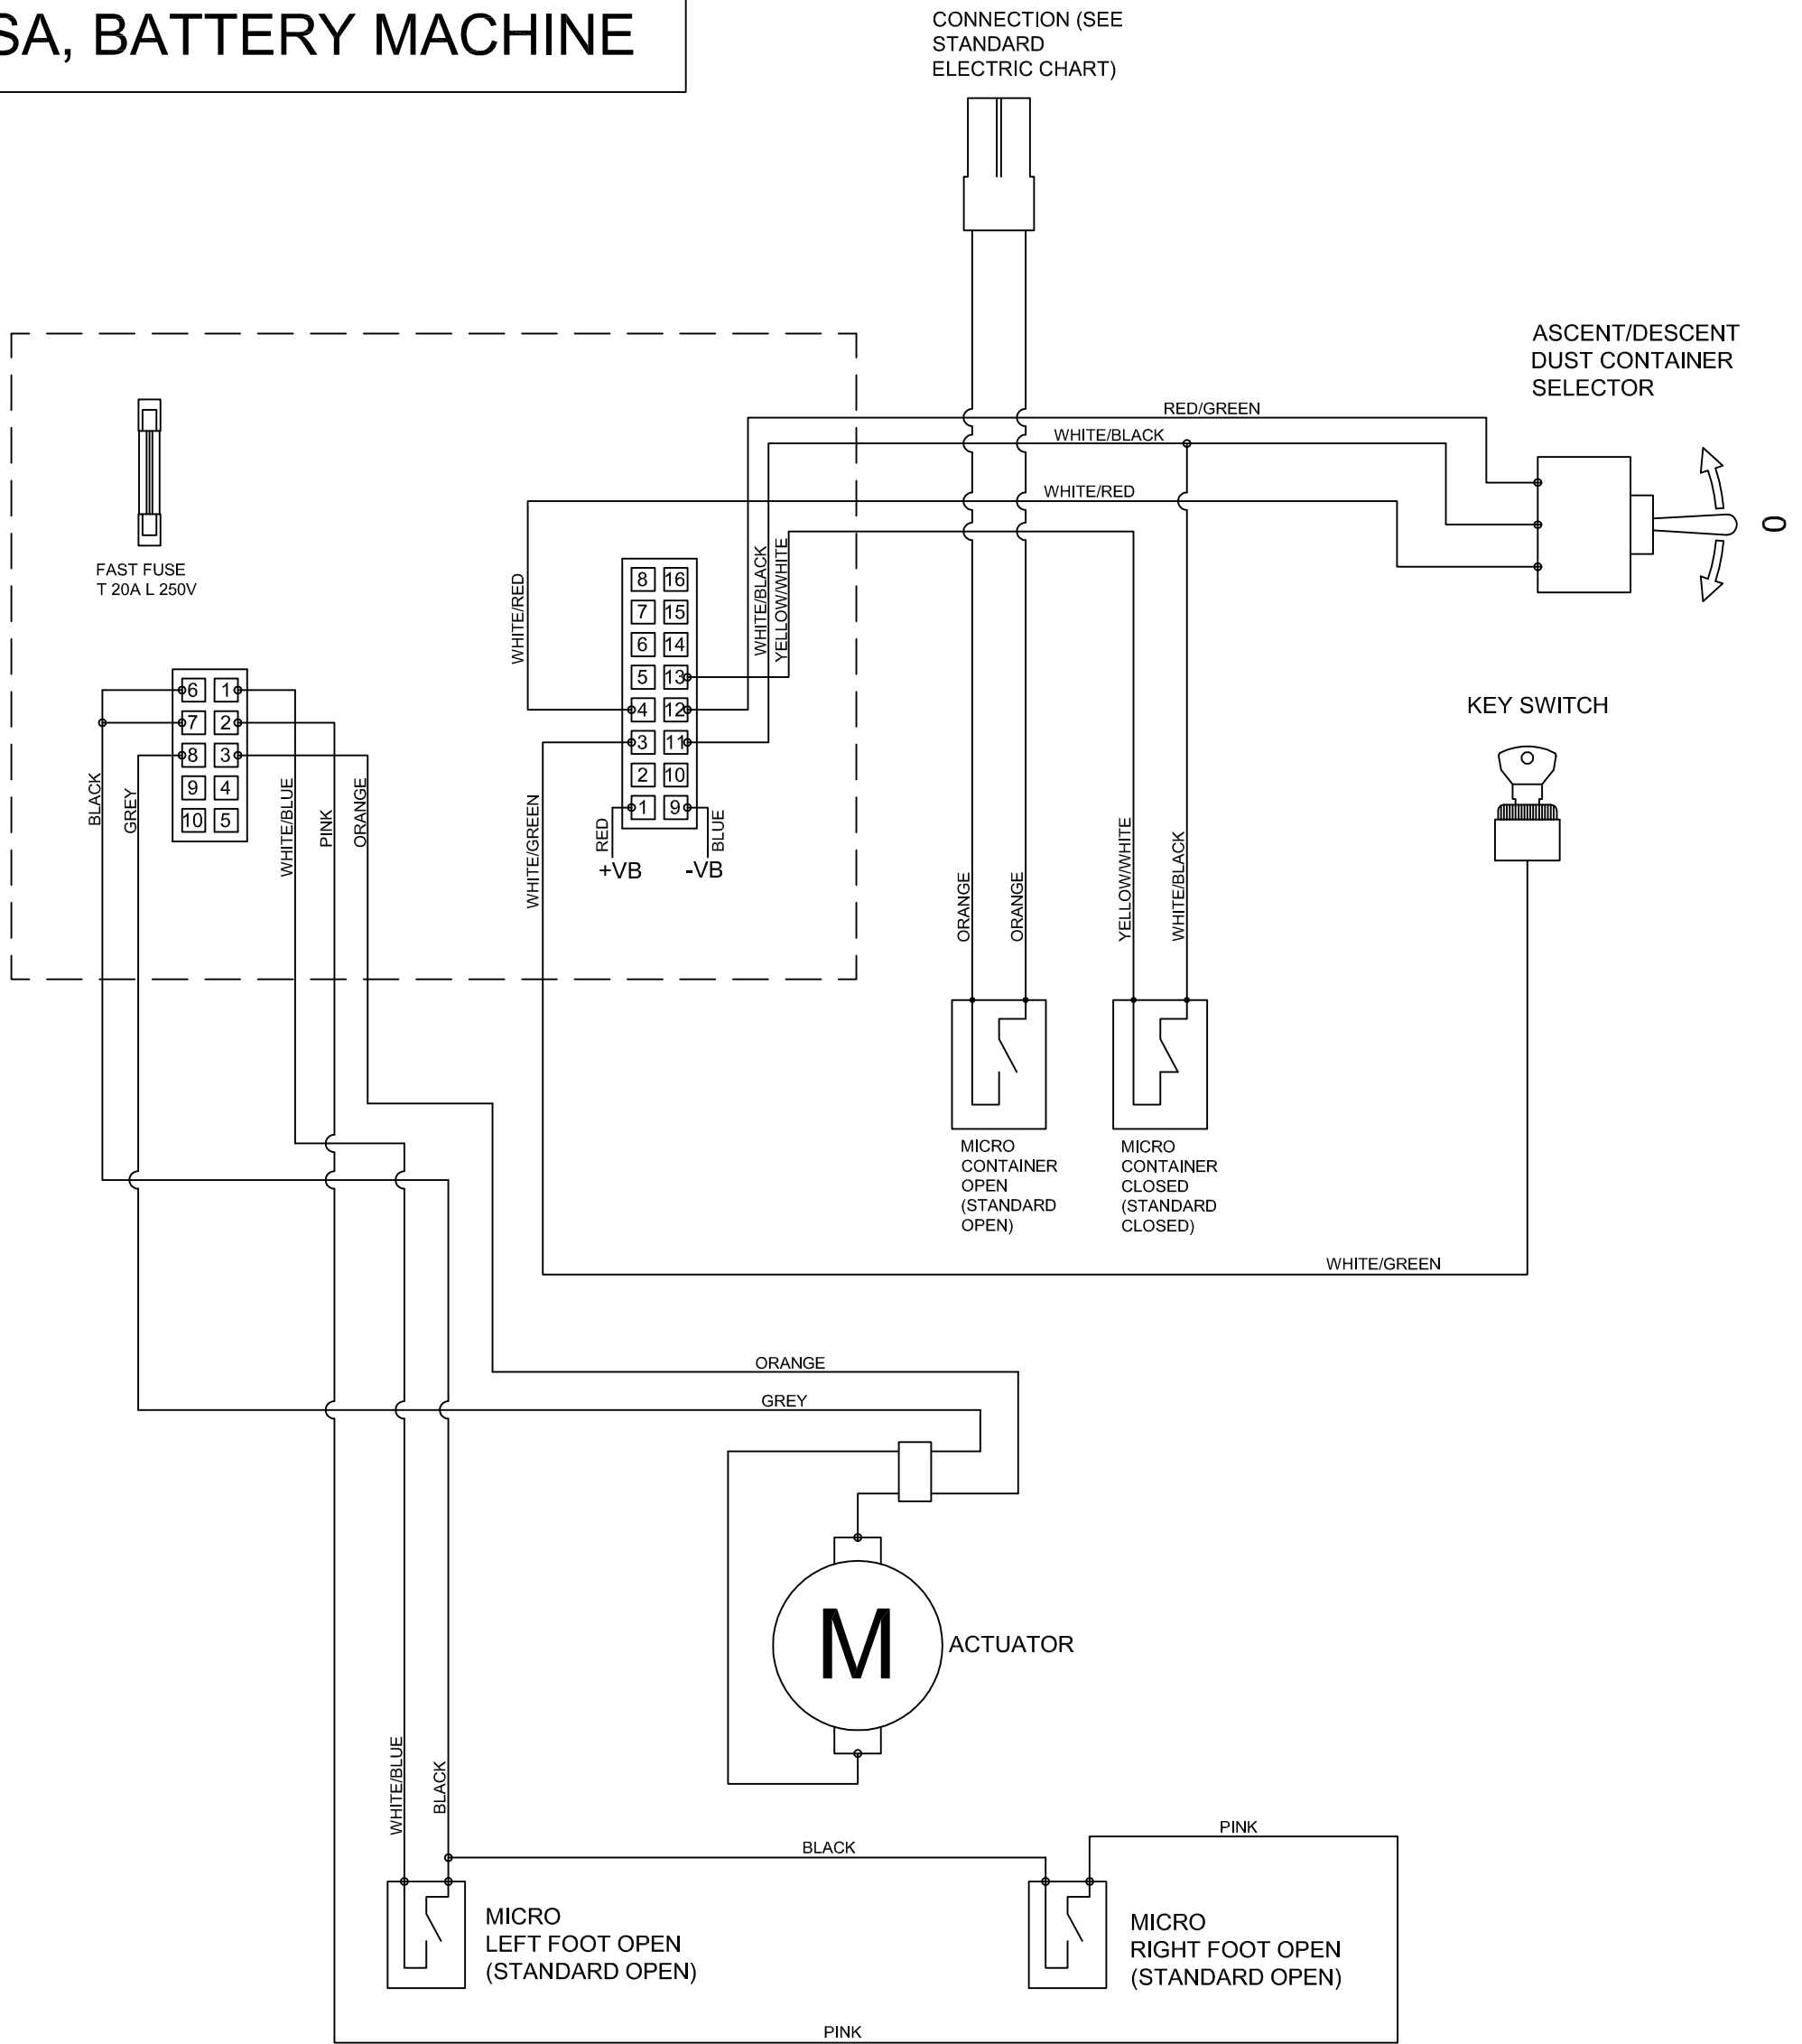 SA, BATTERY MACHINE
CONNECTION (SEE
STANDARD
ELECTRIC CHART)
ASCENT/DESCENT
DUST CONTAINER
SELECTOR
0
RED/GREEN
WHITE/BLACK
WHITE/RED
FAST FUSE
T 20A L 250V
WHITE/RED
WHITE/BLACK
YELLOW/WHITE
8 16
7 15
6 14
5 13
4 12
3 11
2 10
1 9
RED
BLUE
+VB
-VB
6 1
7 2
8 3
9 4
10 5
BLACK
GREY
WHITE/BLUE
PINK
ORANGE
WHITE/GREEN
KEY SWITCH
ORANGE
ORANGE
YELLOW/WHITE
WHITE/BLACK
MICRO
CONTAINER
OPEN
(STANDARD
OPEN)
MICRO
CONTAINER
CLOSED
(STANDARD
CLOSED)
WHITE/GREEN
ORANGE
GREY
M
ACTUATOR
WHITE/BLUE
BLACK
BLACK
PINK
MICRO
LEFT FOOT OPEN
(STANDARD OPEN)
MICRO
RIGHT FOOT OPEN
(STANDARD OPEN)
PINK